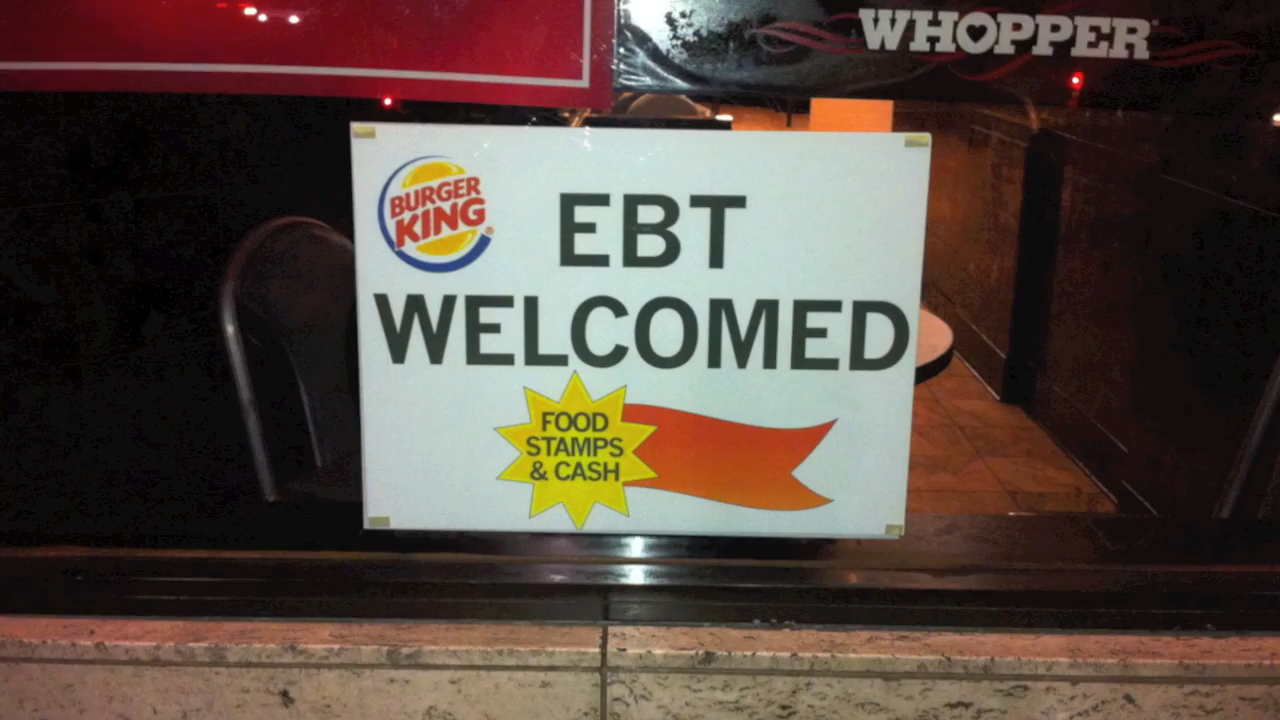 WHOPPER
BURGER
KING
EBT
WELCOMED
FOOD
STAMPS
& CASH